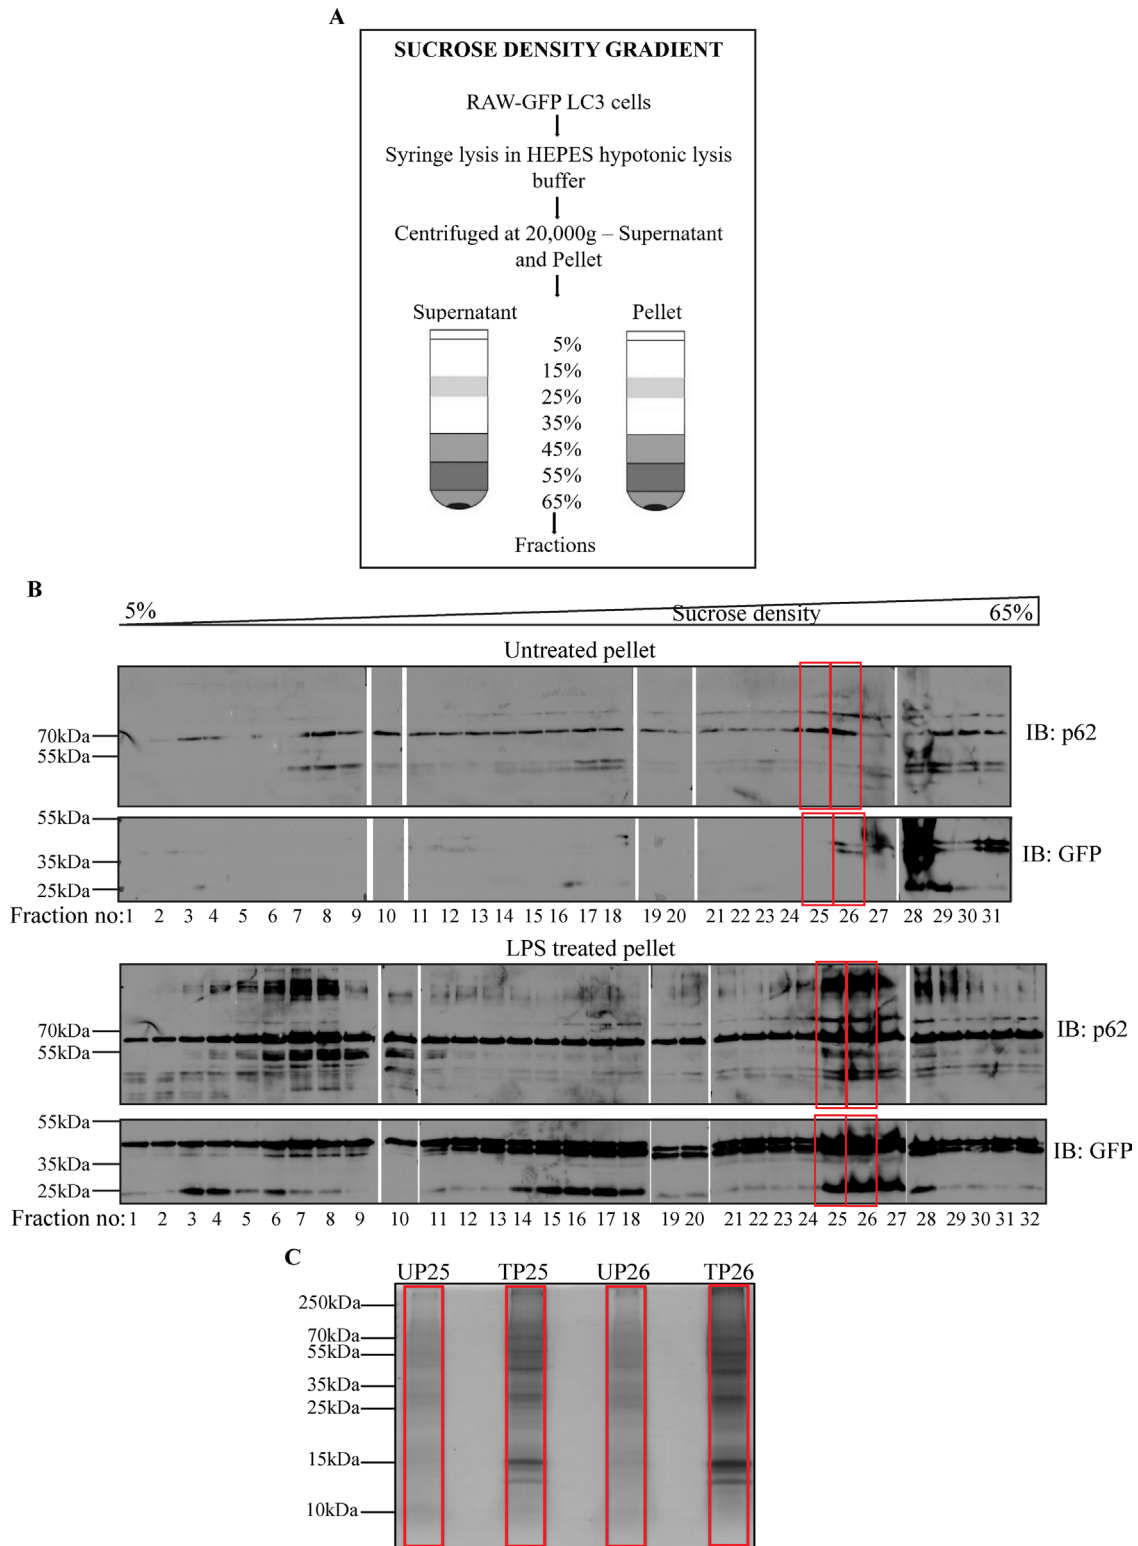 A
SUCROSE DENSITY GRADIENT
RAW-GFP LC3 cells
Syringe lysis in HEPES hypotonic lysis
buffer
Centrifuged at 20,000g – Supernatant
and Pellet
Supernatant
Pellet
5%
15%
25%
35%
45%
55%
65%
Fractions
B
5% Sucrose density 65%
Untreated pellet
70kDa
55kDa
IB: p62
55kDa
35kDa
25kDa
IB: GFP
Fraction no:1 2 3 4 5 6 7 8 9 10 11 12 13 14 15 16 17 18 19 20 21 22 23 24 25 26 27 28 29 30 31
LPS treated pellet
70kDa
55kDa
IB: p62
55kDa
35kDa
25kDa
IB: GFP
Fraction no: 1 2 3 4 5 6 7 8 9 10 11 12 13 14 15 16 17 18 19 20 21 22 23 24 25 26 27 28 29 30 31 32
C
UP25 TP25 UP26 TP26
250kDa
70kDa
55kDa
35kDa
25kDa
15kDa
10kDa